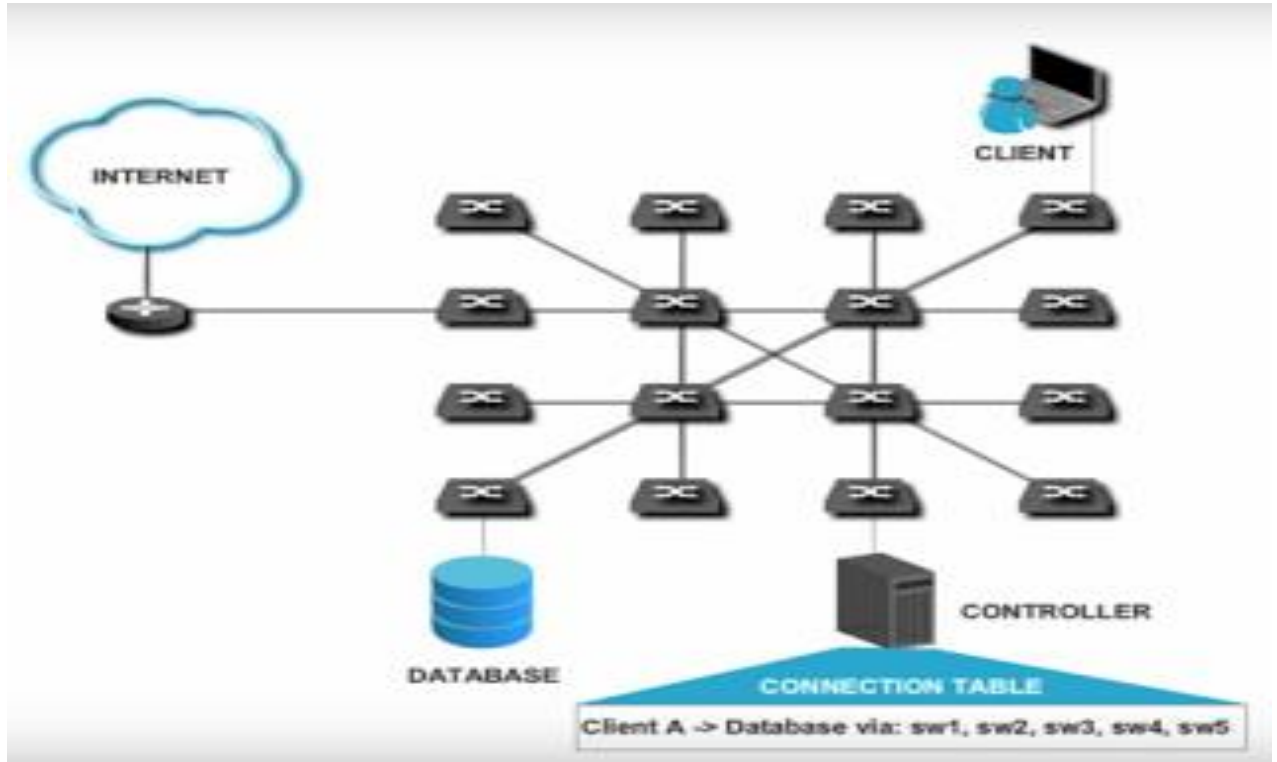 INTERNET
CLIENT
DATABASE
CONTROLLER
CONNECTION TABLE
Client A -> Database via: sw1, sw2, sw3, sw4, sw5